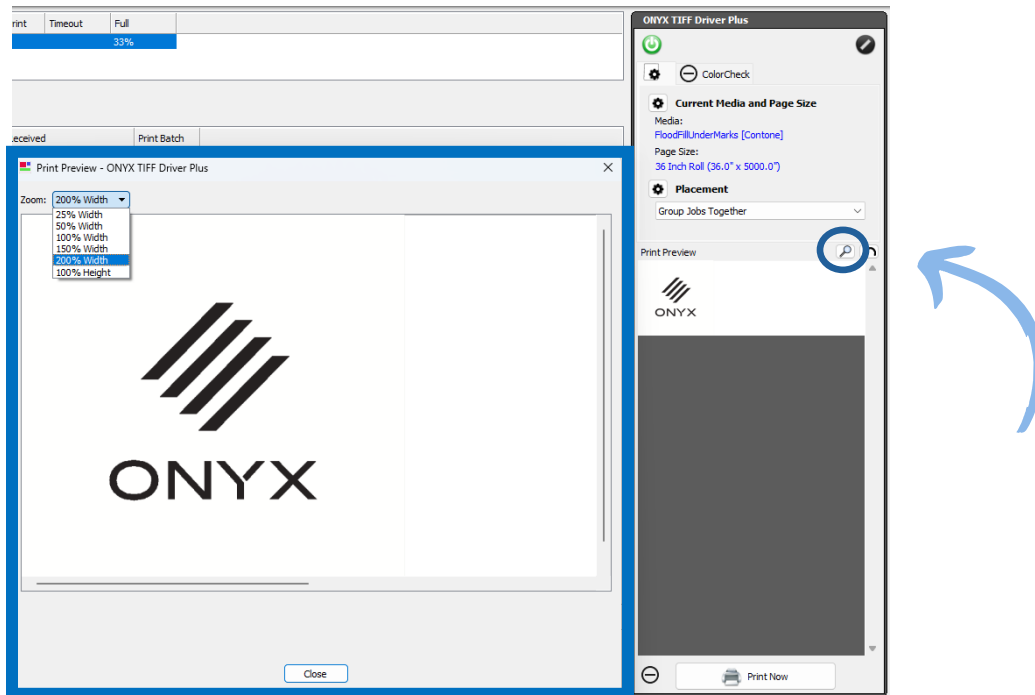 rint Timeout Full
33%
eceived Print Batch
Print Preview - ONYX TIFF Driver Plus
Zoom: 200% Width
25% Width
50% Width
100% Width
150% Width
200% Width
100% Height
ONYX
Close
ONYX TIFF Driver Plus
ColorCheck
Current Media and Page Size
Media:
FloodFillUnderMarks [Contone]
Page Size:
36 Inch Roll (36.0" x 5000.0")
Placement
Group Jobs Together
Print Preview
ONYX
Print Now